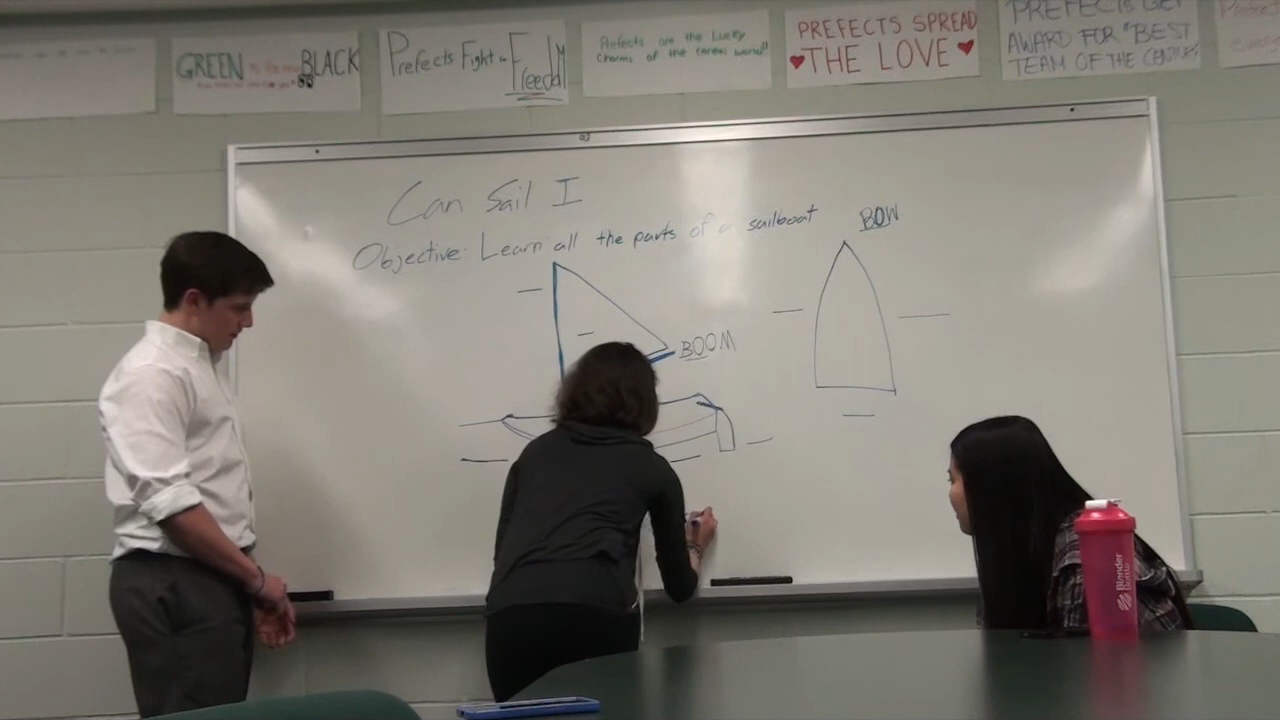 GREEN to the BLACK
Prefects Fight for Freedom
Prefects are the Lucky
Charms of the cereal world!!
PREFECTS SPREAD
THE LOVE
PREFECTS GET
AWARD FOR "BEST
TEAM OF THE CENTURY"
Can Sail I
Objective: Learn all the parts of a sailboat
BOW
BOOM
Blender
Bottle